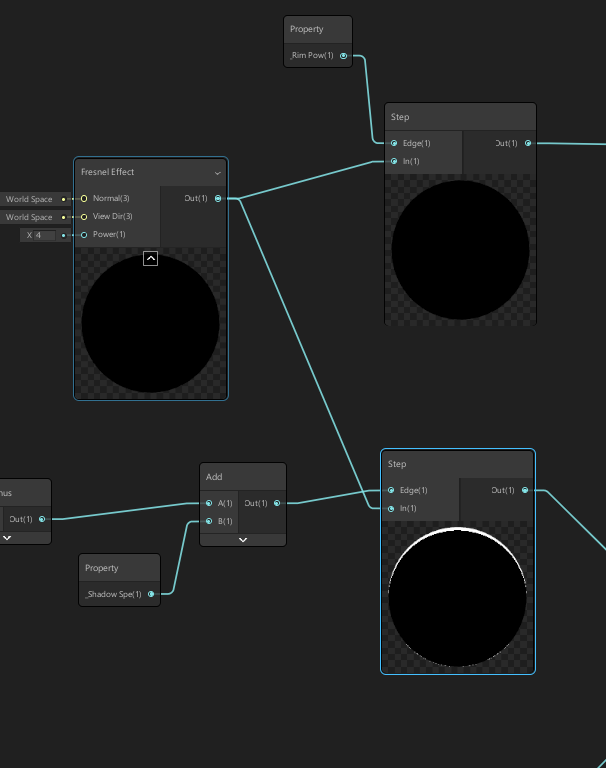 Property
_Rim Pow(1)
Step
Edge(1)
Out(1)
In(1)
Fresnel Effect
World Space
Normal(3)
Out(1)
World Space
View Dir(3)
X 4
Power(1)
Step
Edge(1)
Out(1)
In(1)
Add
A(1)
Out(1)
B(1)
nus
Out(1)
Property
_Shadow Spe(1)